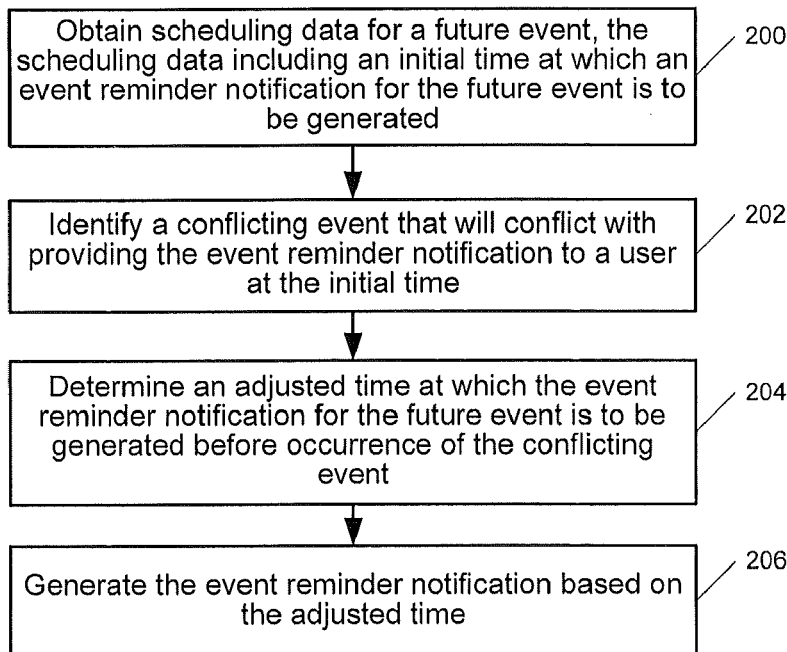 Obtain scheduling data for a future event, the
scheduling data including an initial time at which an
event reminder notification for the future event is to
be generated
200
Identify a conflicting event that will conflict with
providing the event reminder notification to a user
at the initial time
202
Determine an adjusted time at which the event
reminder notification for the future event is to be
generated before occurrence of the conflicting
event
204
Generate the event reminder notification based on
the adjusted time
206